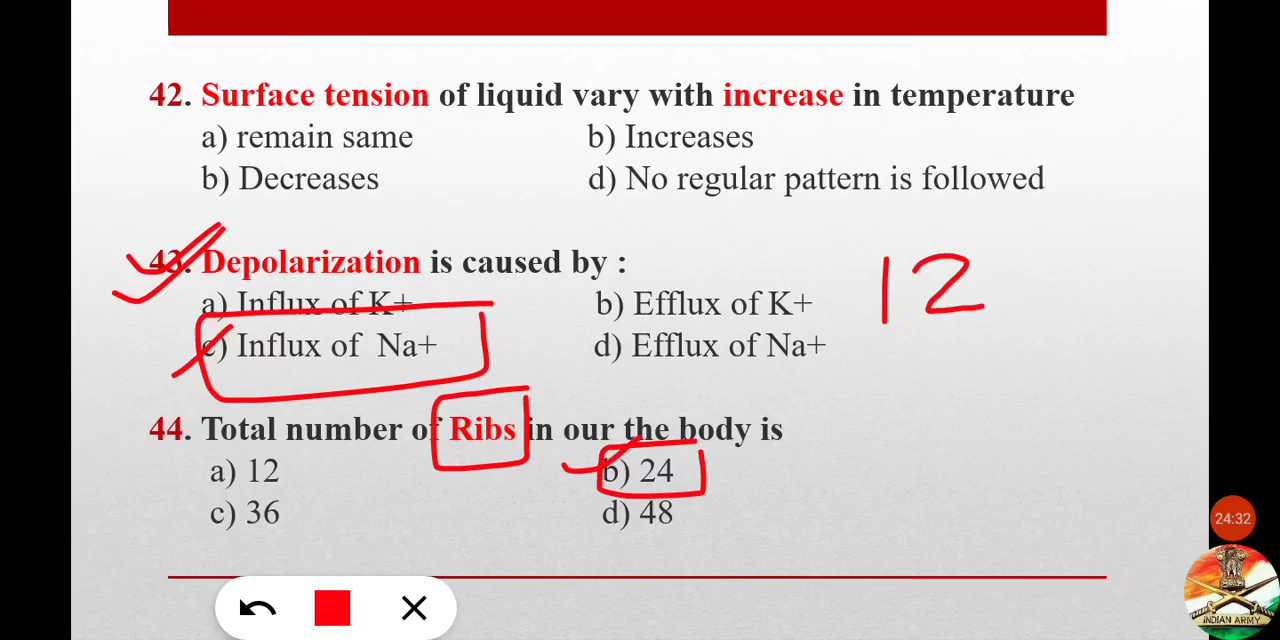 42. Surface tension of liquid vary with increase in temperature
a) remain same b) Increases
b) Decreases d) No regular pattern is followed
43. Depolarization is caused by :
12
a) Influx of K+ b) Efflux of K+
c) Influx of Na+ d) Efflux of Na+
44. Total number of Ribs in our the body is
a) 12 b) 24
c) 36 d) 48
24:32
INDIAN ARMY